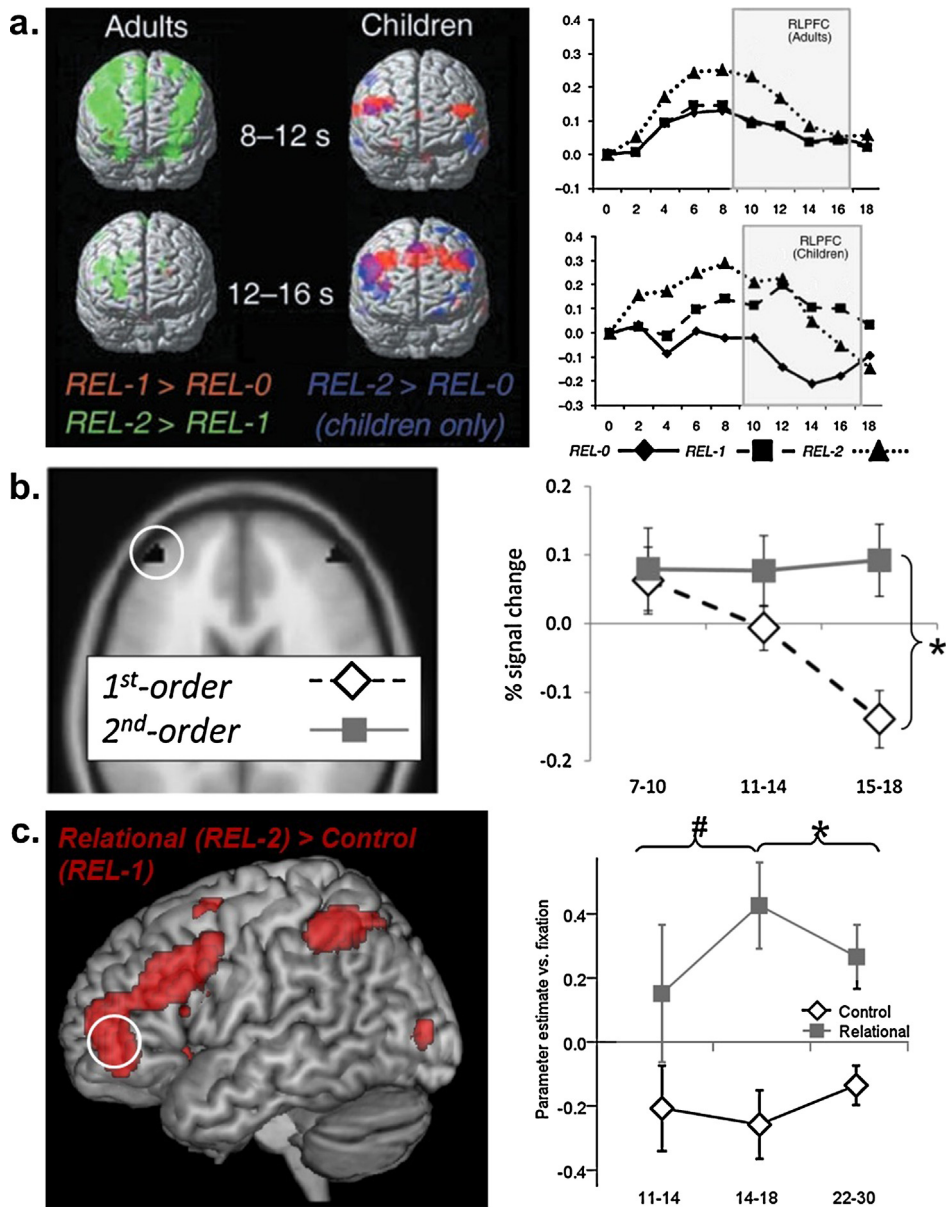 a.
Adults
Children
8–12 s
12–16 s
REL-1 > REL-0
REL-2 > REL-0
REL-2 > REL-1
(children only)
RLPFC
(Adults)
0.4
0.3
0.2
0.1
0.0
-0.1
0 2 4 6 8 10 12 14 16 18
RLPFC
(Children)
0.4
0.3
0.2
0.1
0.0
-0.1
-0.2
-0.3
0 2 4 6 8 10 12 14 16 18
REL-0 REL-1 REL-2
b.
1st-order
2nd-order
% signal change
0.2
0.1
0.0
-0.1
-0.2
*
7-10 11-14 15-18
c.
Relational (REL-2) > Control
(REL-1)
# *
Parameter estimate vs. fixation
0.4
0.2
0.0
-0.2
-0.4
Control
Relational
11-14 14-18 22-30